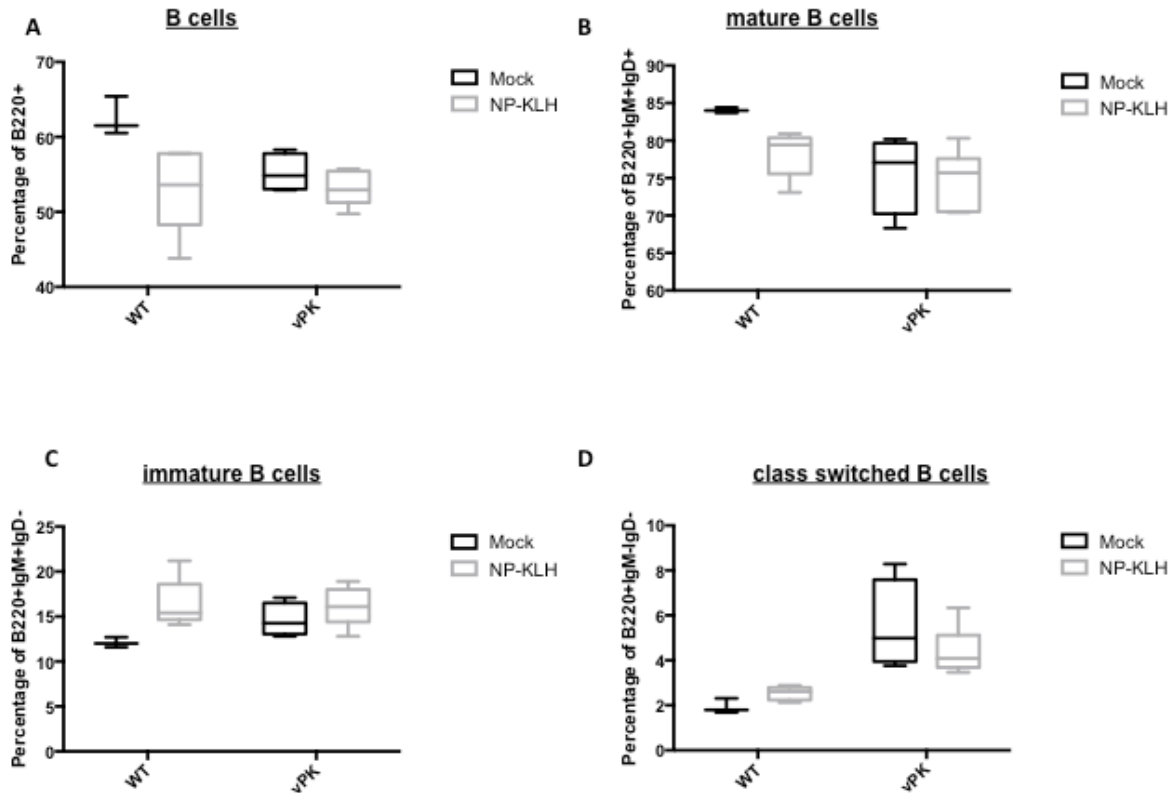 A
B cells
Percentage of B220+
70
60
50
40
WT
vPK
Mock
NP-KLH
B
mature B cells
Percentage of B220+IgM+IgD+
90
85
80
75
70
65
60
WT
vPK
Mock
NP-KLH
C
immature B cells
Percentage of B220+IgM+IgD-
25
20
15
10
5
0
WT
vPK
Mock
NP-KLH
D
class switched B cells
Percentage of B220+IgM-IgD-
10
8
6
4
2
0
WT
vPK
Mock
NP-KLH